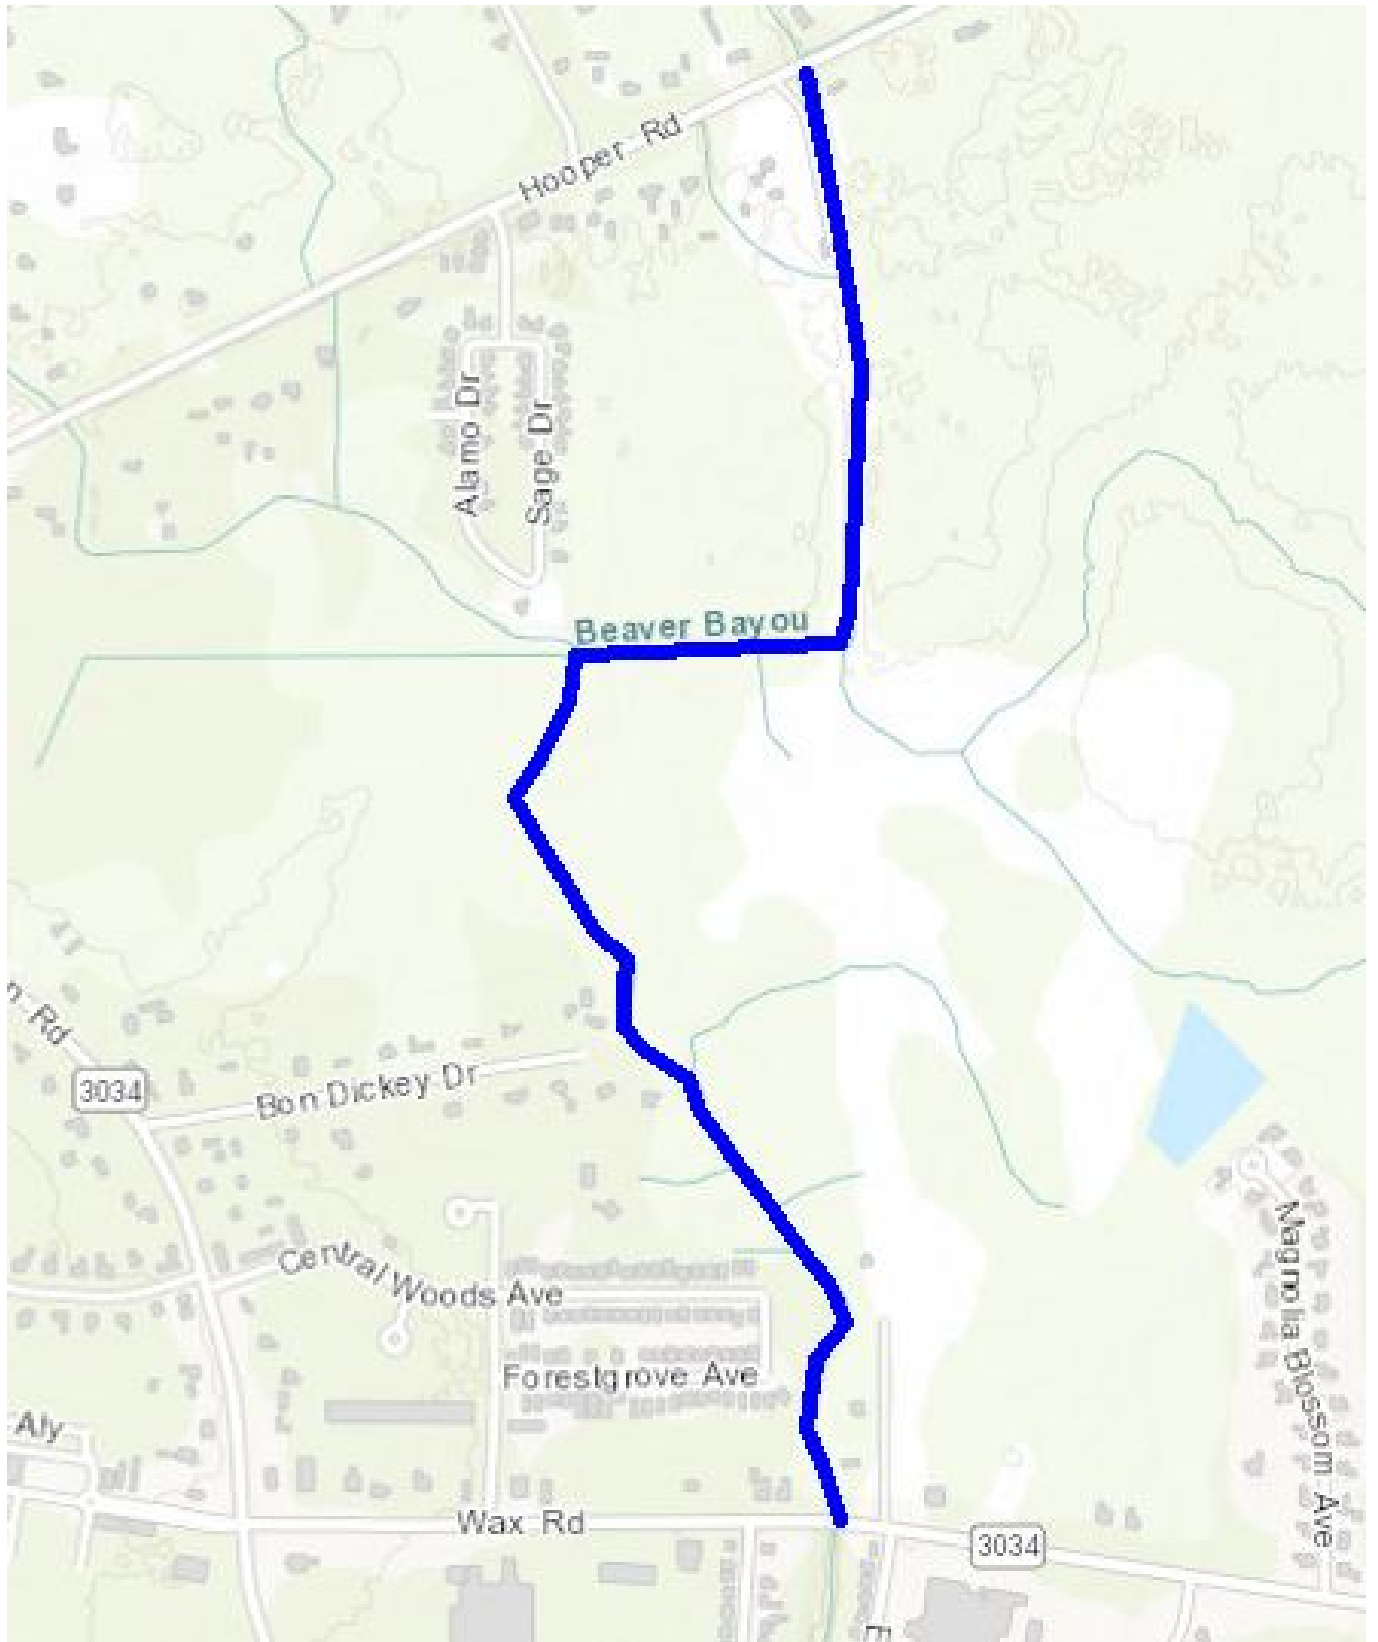 Hooper Rd
Alamo Dr
Sage Dr
Beaver Bayou
n Rd
3034
Bon Dickey Dr
Central Woods Ave
Forestgrove Ave
Magnolia Blossom Ave
Aly
Wax Rd
3034
E